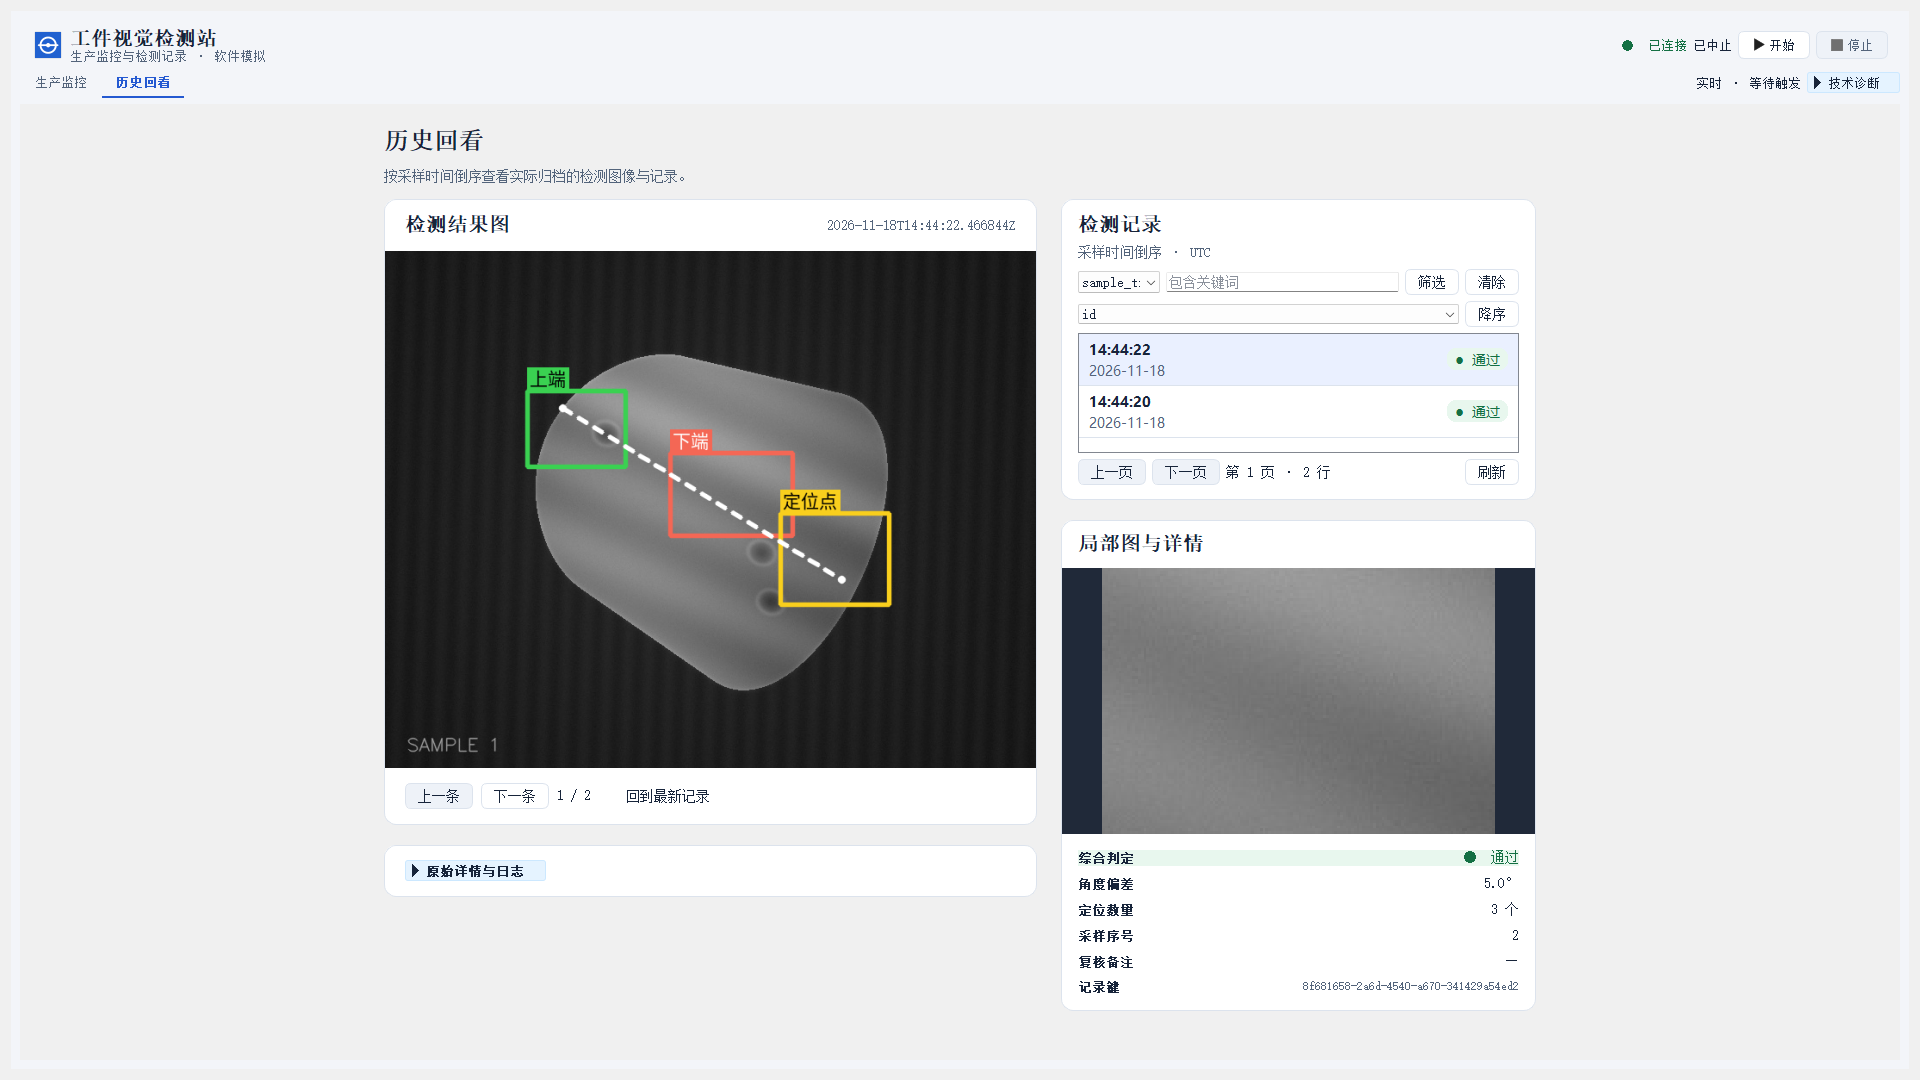 工件视觉检测站
生产监控与检测记录 · 软件模拟
已连接 已中止 开始 停止
生产监控 历史回看
实时 · 等待触发 技术诊断
历史回看
按采样时间倒序查看实际归档的检测图像与记录。
检测结果图 2026-11-18T14:44:22.466844Z
上端
下端
定位点
SAMPLE 1
上一条 下一条 1 / 2 回到最新记录
原始详情与日志
检测记录
采样时间倒序 · UTC
sample_t: 包含关键词 筛选 清除
id 降序
14:44:22
2026-11-18
通过
14:44:20
2026-11-18
通过
上一页 下一页 第 1 页 · 2 行 刷新
局部图与详情
综合判定 通过
角度偏差 5.0°
定位数量 3 个
采样序号 2
复核备注 —
记录键 8f681658-2a6d-4540-a670-341429a54ed2